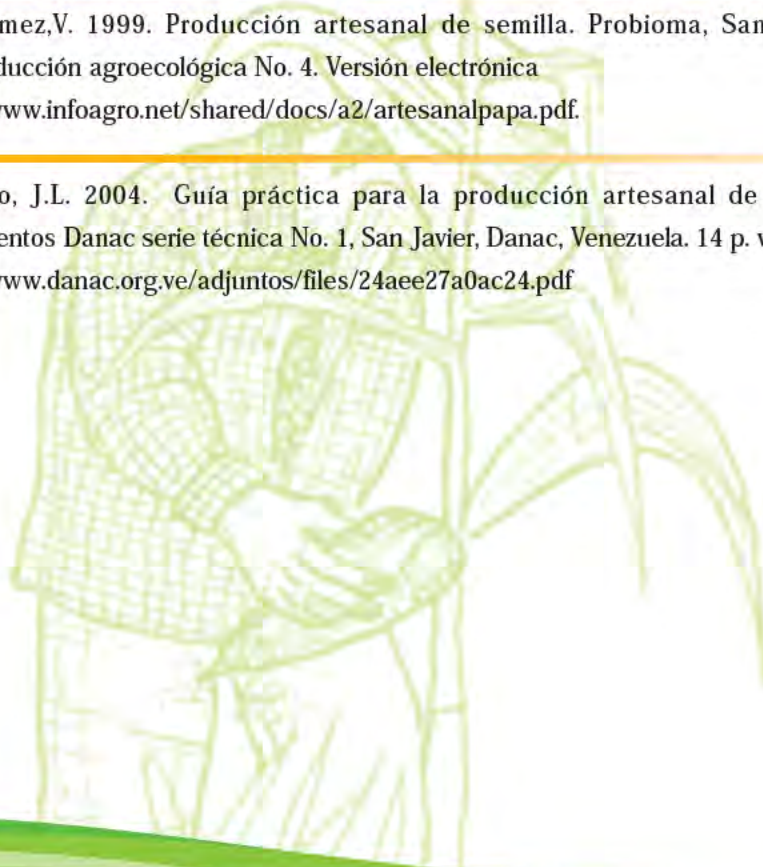 mez,V. 1999. Producción artesanal de semilla. Probioma, San
ducción agroecológica No. 4. Versión electrónica
www.infoagro.net/shared/docs/a2/artesanalpapa.pdf.
o, J.L. 2004. Guía práctica para la producción artesanal de
entos Danac serie técnica No. 1, San Javier, Danac, Venezuela. 14 p. v
www.danac.org.ve/adjuntos/files/24aee27a0ac24.pdf